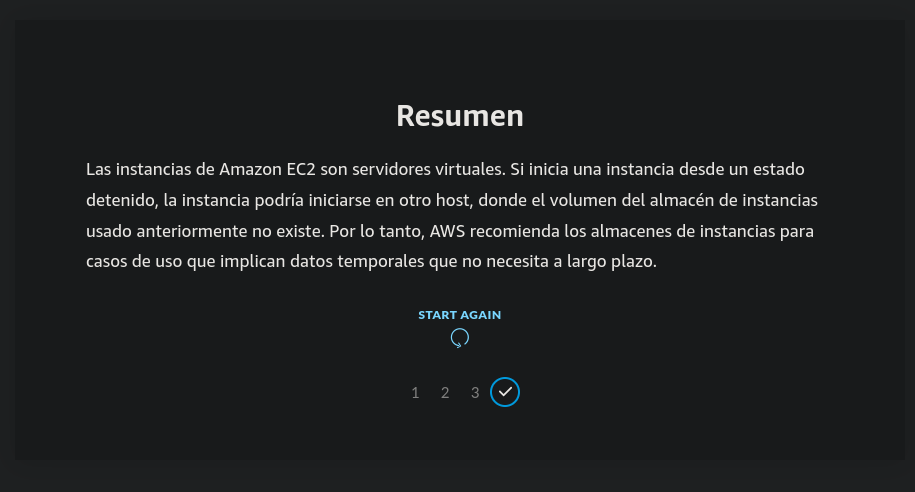 Resumen
Las instancias de Amazon EC2 son servidores virtuales. Si inicia una instancia desde un estado
detenido, la instancia podría iniciarse en otro host, donde el volumen del almacén de instancias
usado anteriormente no existe. Por lo tanto, AWS recomienda los almacenes de instancias para
casos de uso que implican datos temporales que no necesita a largo plazo.
START AGAIN
1 2 3